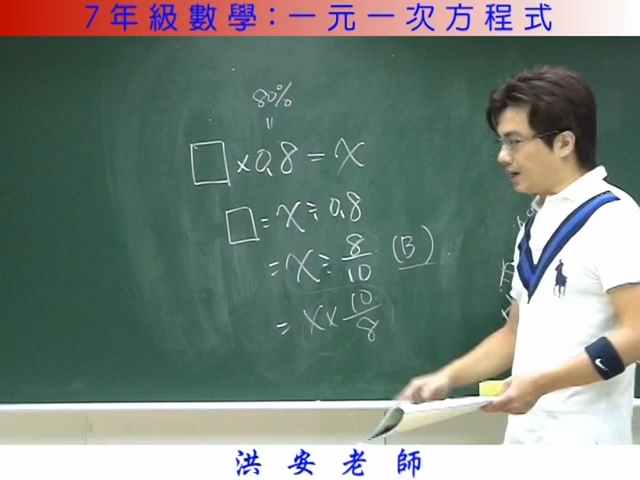 7年級數學:一元一次方程式
80%
=
□×0.8=x
□=x÷0.8
=x÷8/10 (B)
=x×10/8
洪安老師